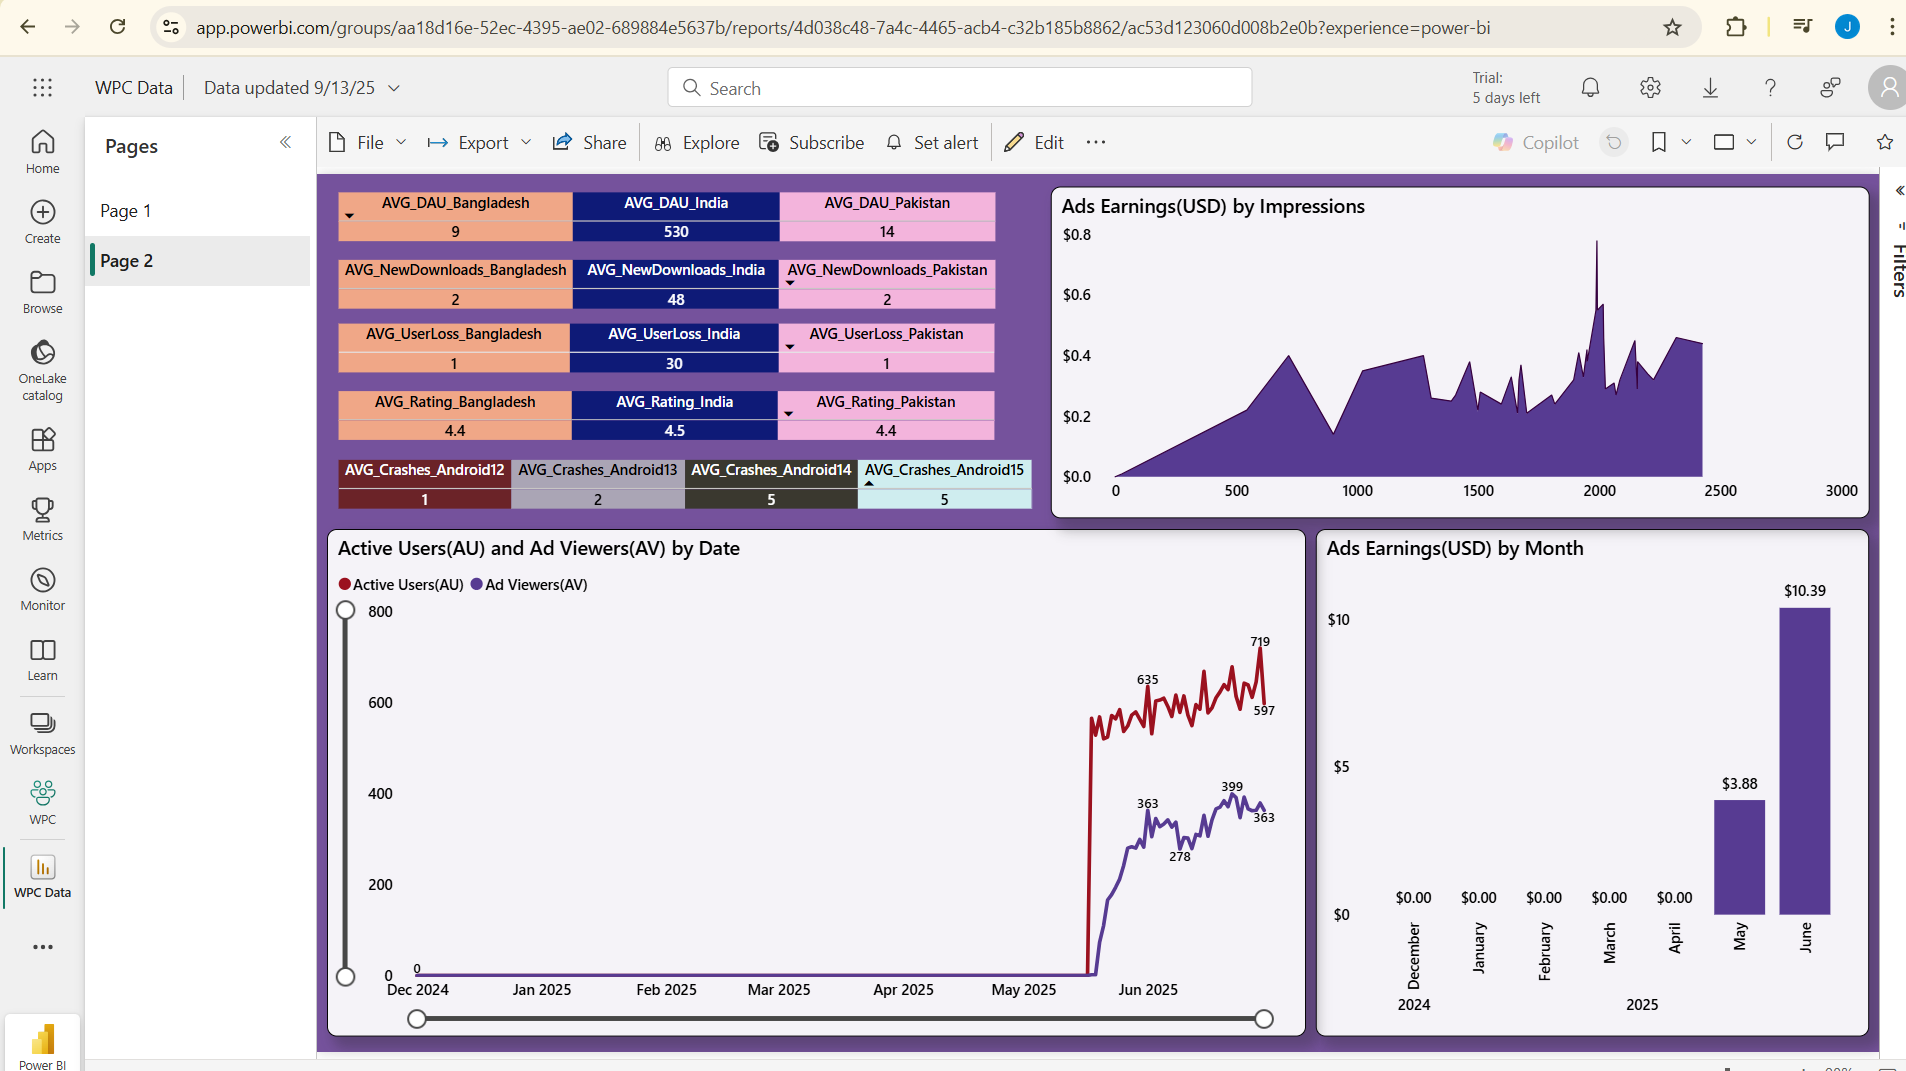 app.powerbi.com/groups/aa18d16e-52ec-4395-ae02-689884e5637b/reports/4d038c48-7a4c-4465-acb4-c32b185b8862/ac53d123060d008b2e0b?experience=power-bi
J
WPC Data
Data updated 9/13/25
Search
Trial:
5 days left
Home
Create
Browse
OneLake
catalog
Apps
Metrics
Monitor
Learn
Workspaces
WPC
WPC Data
Power BI
Pages
Page 1
Page 2
File
Export
Share
Explore
Subscribe
Set alert
Edit
Copilot
Filters
AVG_DAU_Bangladesh AVG_DAU_India AVG_DAU_Pakistan
9 530 14
AVG_NewDownloads_Bangladesh AVG_NewDownloads_India AVG_NewDownloads_Pakistan
2 48 2
AVG_UserLoss_Bangladesh AVG_UserLoss_India AVG_UserLoss_Pakistan
1 30 1
AVG_Rating_Bangladesh AVG_Rating_India AVG_Rating_Pakistan
4.4 4.5 4.4
AVG_Crashes_Android12 AVG_Crashes_Android13 AVG_Crashes_Android14 AVG_Crashes_Android15
1 2 5 5
Ads Earnings(USD) by Impressions
$0.8
$0.6
$0.4
$0.2
$0.0
0 500 1000 1500 2000 2500 3000
Active Users(AU) and Ad Viewers(AV) by Date
Active Users(AU) Ad Viewers(AV)
800
600
400
200
0
0
635
719
597
363
278
399
363
Dec 2024 Jan 2025 Feb 2025 Mar 2025 Apr 2025 May 2025 Jun 2025
Ads Earnings(USD) by Month
$10
$5
$0
$0.00 $0.00 $0.00 $0.00 $0.00 $3.88 $10.39
December January February March April May June
2024 2025